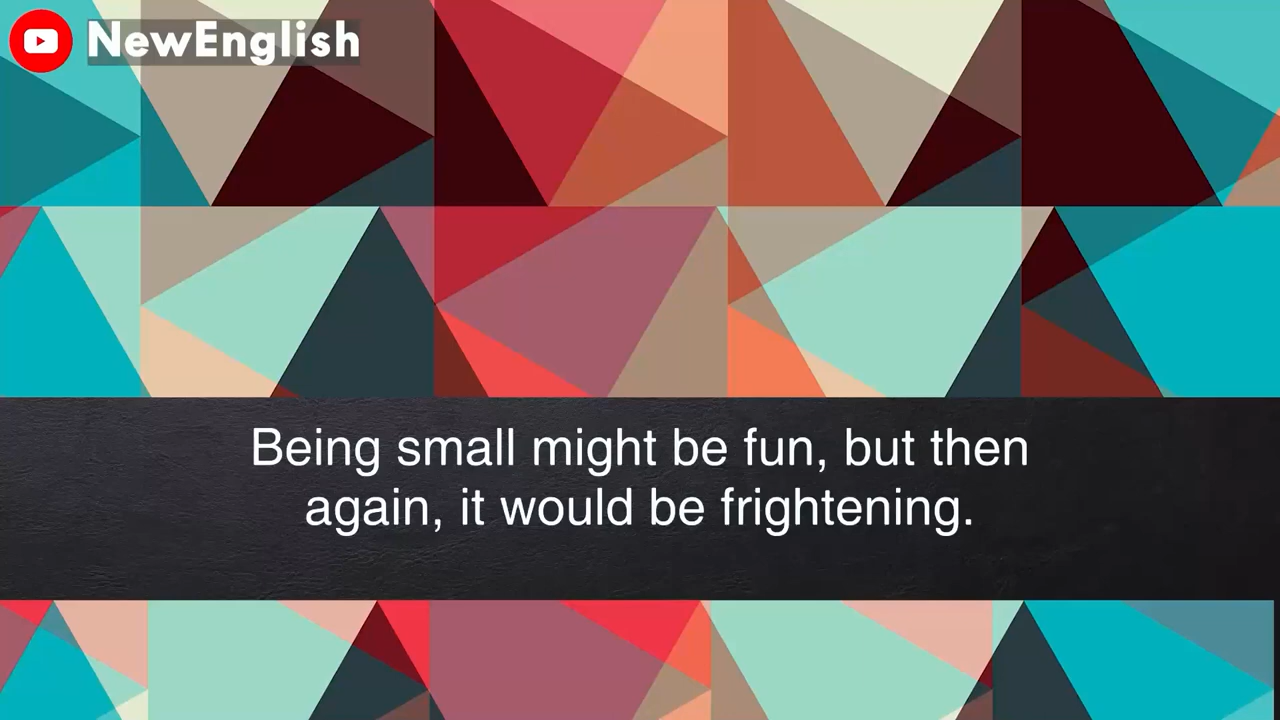 NewEnglish
Being small might be fun, but then
again, it would be frightening.